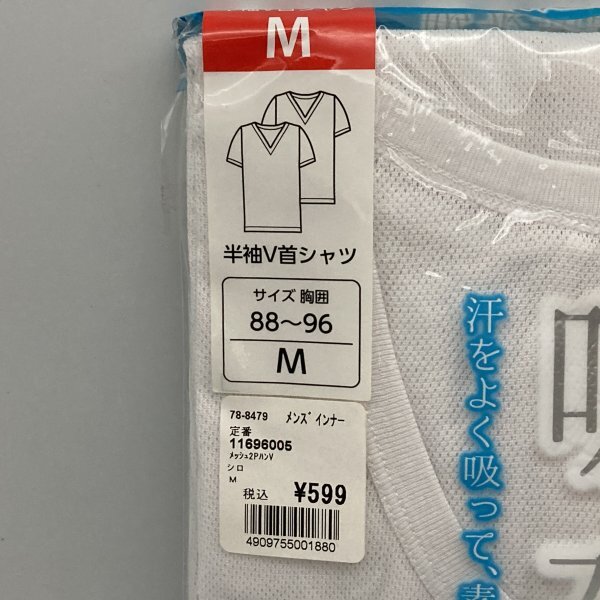 M
半袖V首シャツ
サイズ 胸囲
88〜96
M
78-8479 メンズインナー
定番
11696005
メッシュ2PハンV
シロ
M
税込 ¥599
4909755001880
汗をよく吸って、素
吸